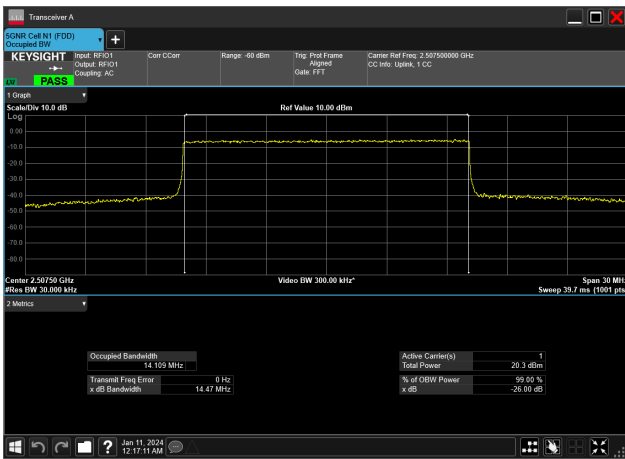 Transceiver A
5GNR Cell N1 (FDD)
Occupied BW
KEYSIGHT
LXI
PASS
Input: RFIO1
Output: RFIO1
Coupling: AC
Corr CCorr
Range: -60 dBm
Trig: Prot Frame
Aligned
Gate: FFT
Carrier Ref Freq: 2.507500000 GHz
CC Info: Uplink, 1 CC
1 Graph
Scale/Div 10.0 dB
Ref Value 10.00 dBm
Log
0.00
-10.0
-20.0
-30.0
-40.0
-50.0
-60.0
-70.0
-80.0
Center 2.50750 GHz
Video BW 300.00 kHz*
Span 30 MHz
#Res BW 30.000 kHz
Sweep 39.7 ms (1001 pts
2 Metrics
Occupied Bandwidth
14.109 MHz
Transmit Freq Error 0 Hz
x dB Bandwidth 14.47 MHz
Active Carrier(s) 1
Total Power 20.3 dBm
% of OBW Power 99.00 %
x dB -26.00 dB
Jan 11, 2024
12:17:11 AM